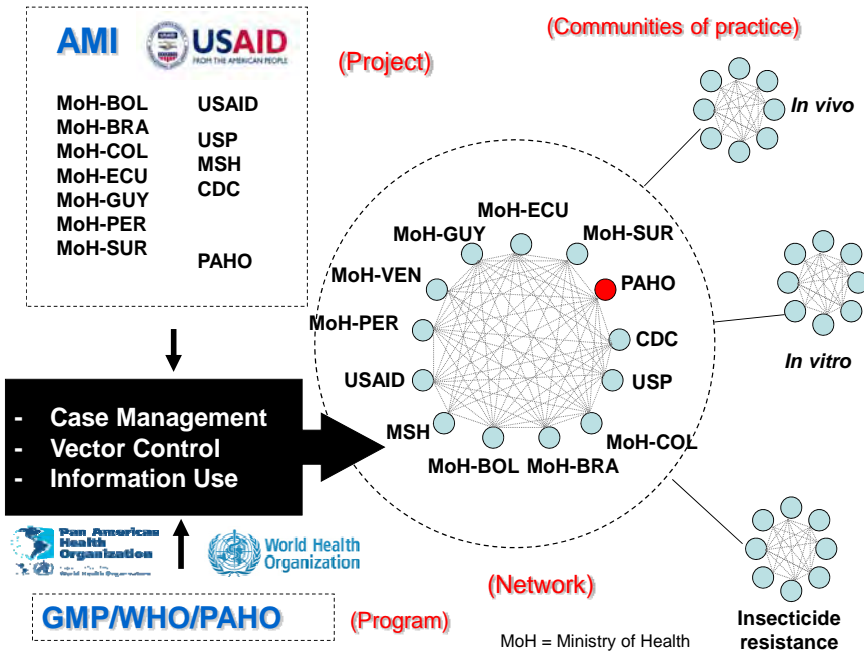 AMI
USAID
FROM THE AMERICAN PEOPLE
(Project)
(Communities of practice)
MoH-BOL
MoH-BRA
MoH-COL
MoH-ECU
MoH-GUY
MoH-PER
MoH-SUR
USAID
USP
MSH
CDC
PAHO
In vivo
In vitro
Insecticide
resistance
MoH-ECU
MoH-GUY
MoH-SUR
MoH-VEN
PAHO
MoH-PER
CDC
USAID
USP
MSH
MoH-COL
MoH-BOL
MoH-BRA
- Case Management
- Vector Control
- Information Use
Pan American
Health
Organization
World Health
Organization
GMP/WHO/PAHO
(Program)
(Network)
MoH = Ministry of Health